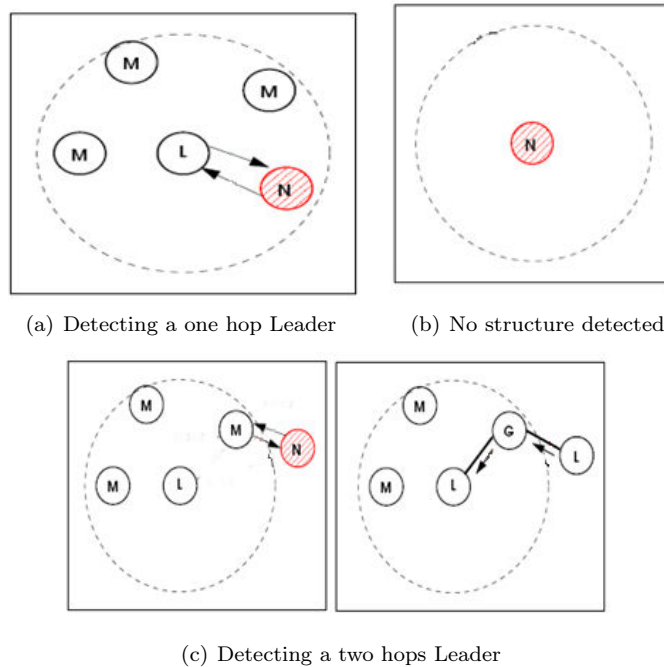 M
M
M
L
N
N
(a) Detecting a one hop Leader
(b) No structure detected
M
M
N
M
L
M
G
L
M
L
(c) Detecting a two hops Leader